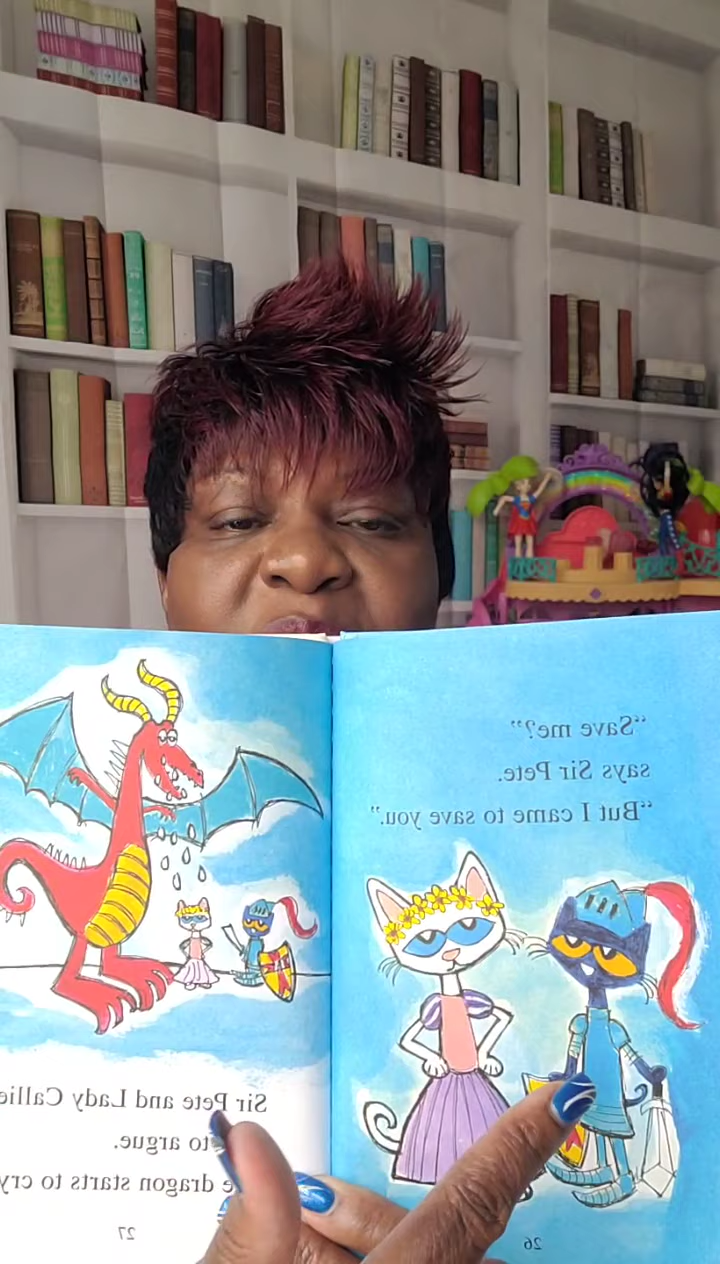 “Save me?”
says Sir Pete.
“But I came to save you.”
26
Sir Pete and Lady Callie
to argue.
dragon starts to cry
27